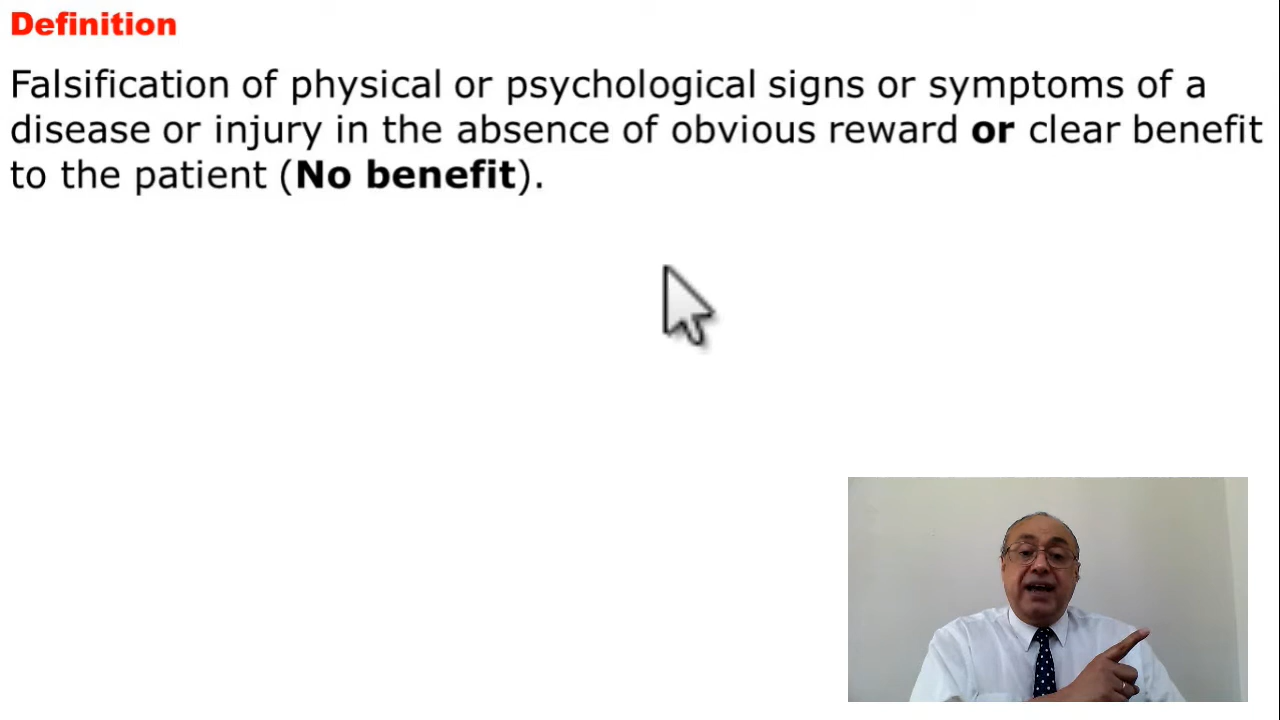 Definition
Falsification of physical or psychological signs or symptoms of a
disease or injury in the absence of obvious reward or clear benefit
to the patient (No benefit).